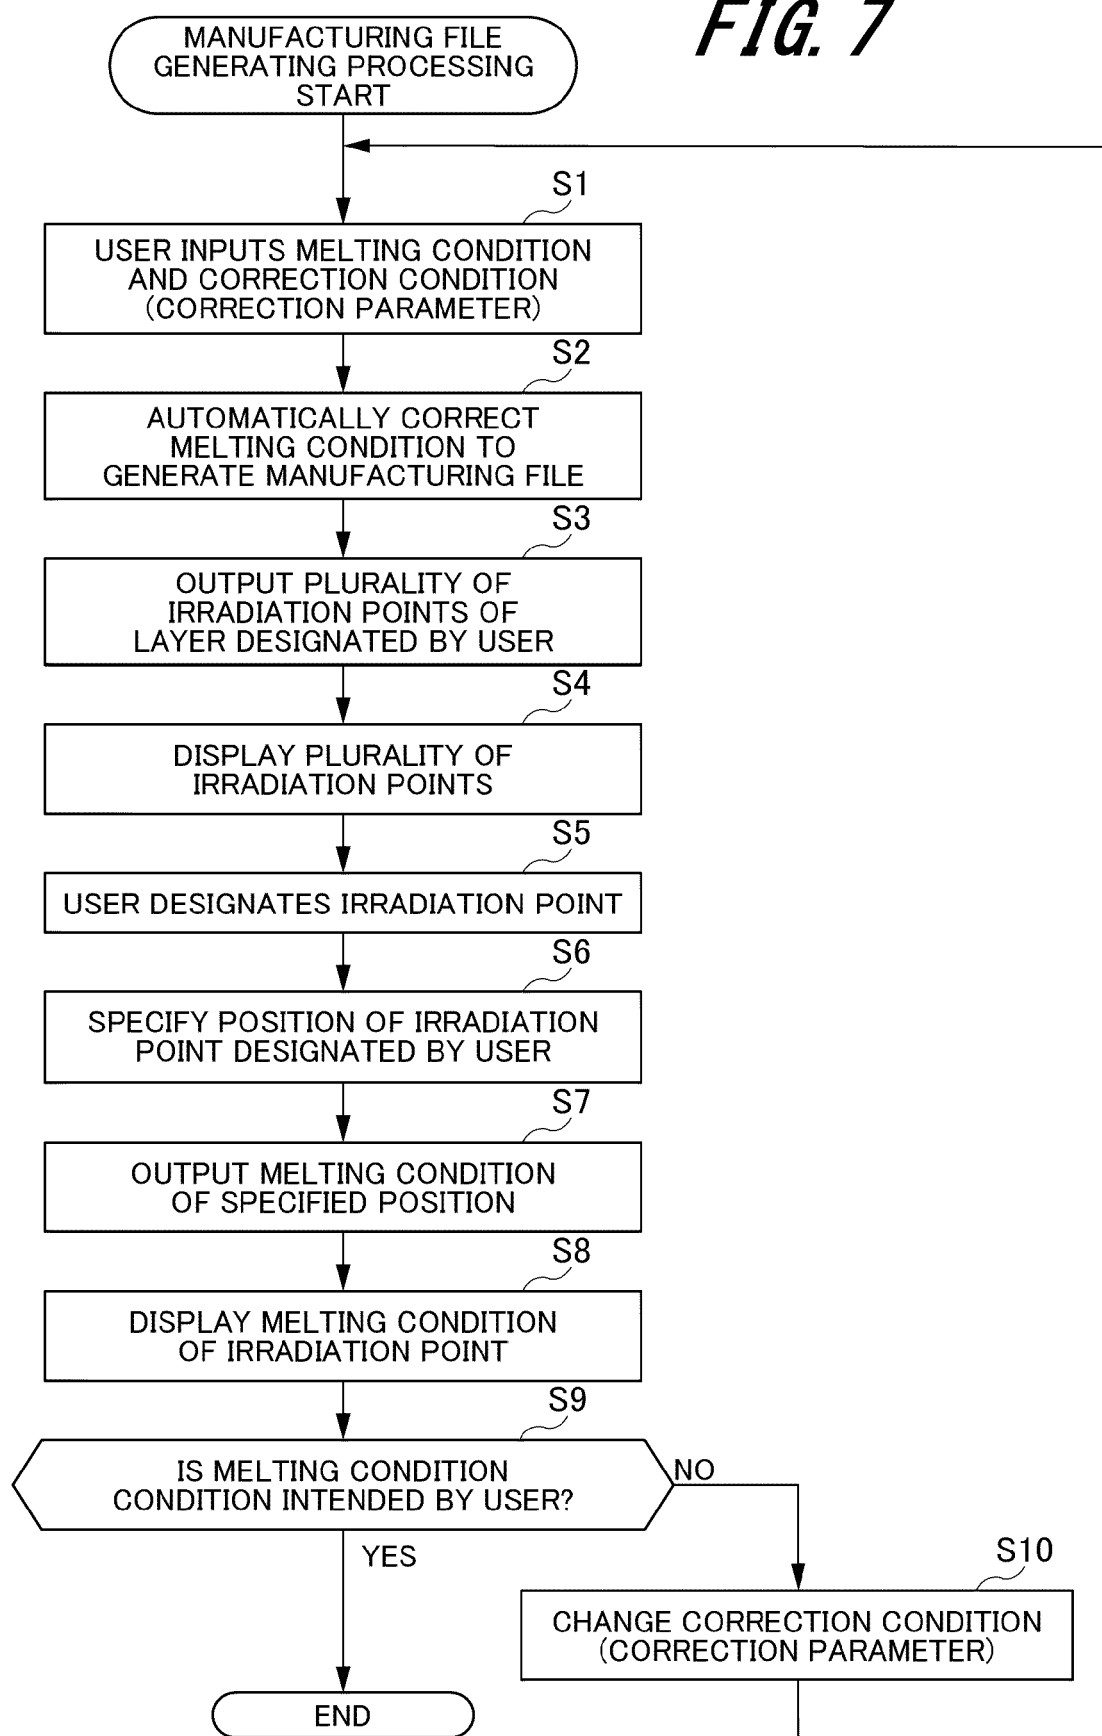 FIG. 7
MANUFACTURING FILE
GENERATING PROCESSING
START
S1
USER INPUTS MELTING CONDITION
AND CORRECTION CONDITION
(CORRECTION PARAMETER)
S2
AUTOMATICALLY CORRECT
MELTING CONDITION TO
GENERATE MANUFACTURING FILE
S3
OUTPUT PLURALITY OF
IRRADIATION POINTS OF
LAYER DESIGNATED BY USER
S4
DISPLAY PLURALITY OF
IRRADIATION POINTS
S5
USER DESIGNATES IRRADIATION POINT
S6
SPECIFY POSITION OF IRRADIATION
POINT DESIGNATED BY USER
S7
OUTPUT MELTING CONDITION
OF SPECIFIED POSITION
S8
DISPLAY MELTING CONDITION
OF IRRADIATION POINT
S9
IS MELTING CONDITION
CONDITION INTENDED BY USER?
NO
YES
S10
CHANGE CORRECTION CONDITION
(CORRECTION PARAMETER)
END